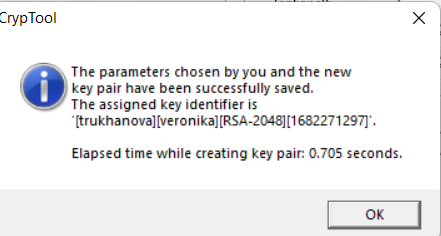 CrypTool
The parameters chosen by you and the new
key pair have been successfully saved.
The assigned key identifier is
'[trukhanova][veronika][RSA-2048][1682271297]'.
Elapsed time while creating key pair: 0.705 seconds.
OK